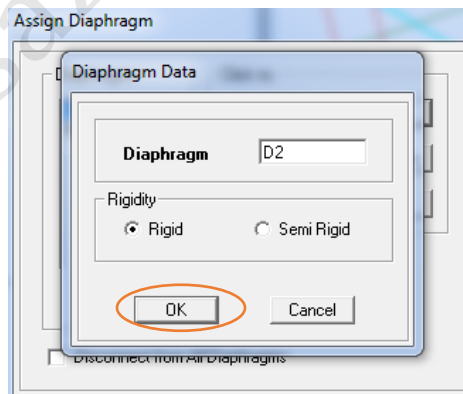 Assign Diaphragm
Diaphragm Data
Diaphragm D2
Rigidity
Rigid Semi Rigid
OK Cancel
Disconnect from All Diaphragms